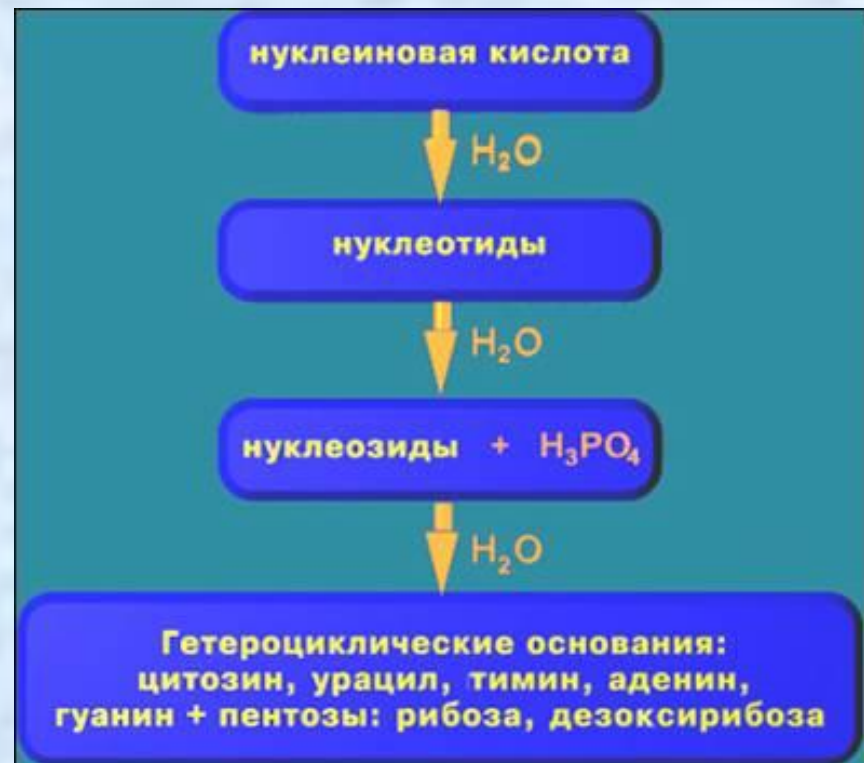 нуклеиновая кислота
H₂O
нуклеотиды
H₂O
нуклеозиды + H₃PO₄
H₂O
Гетероциклические основания:
цитозин, урацил, тимин, аденин,
гуанин + пентозы: рибоза, дезоксирибоза